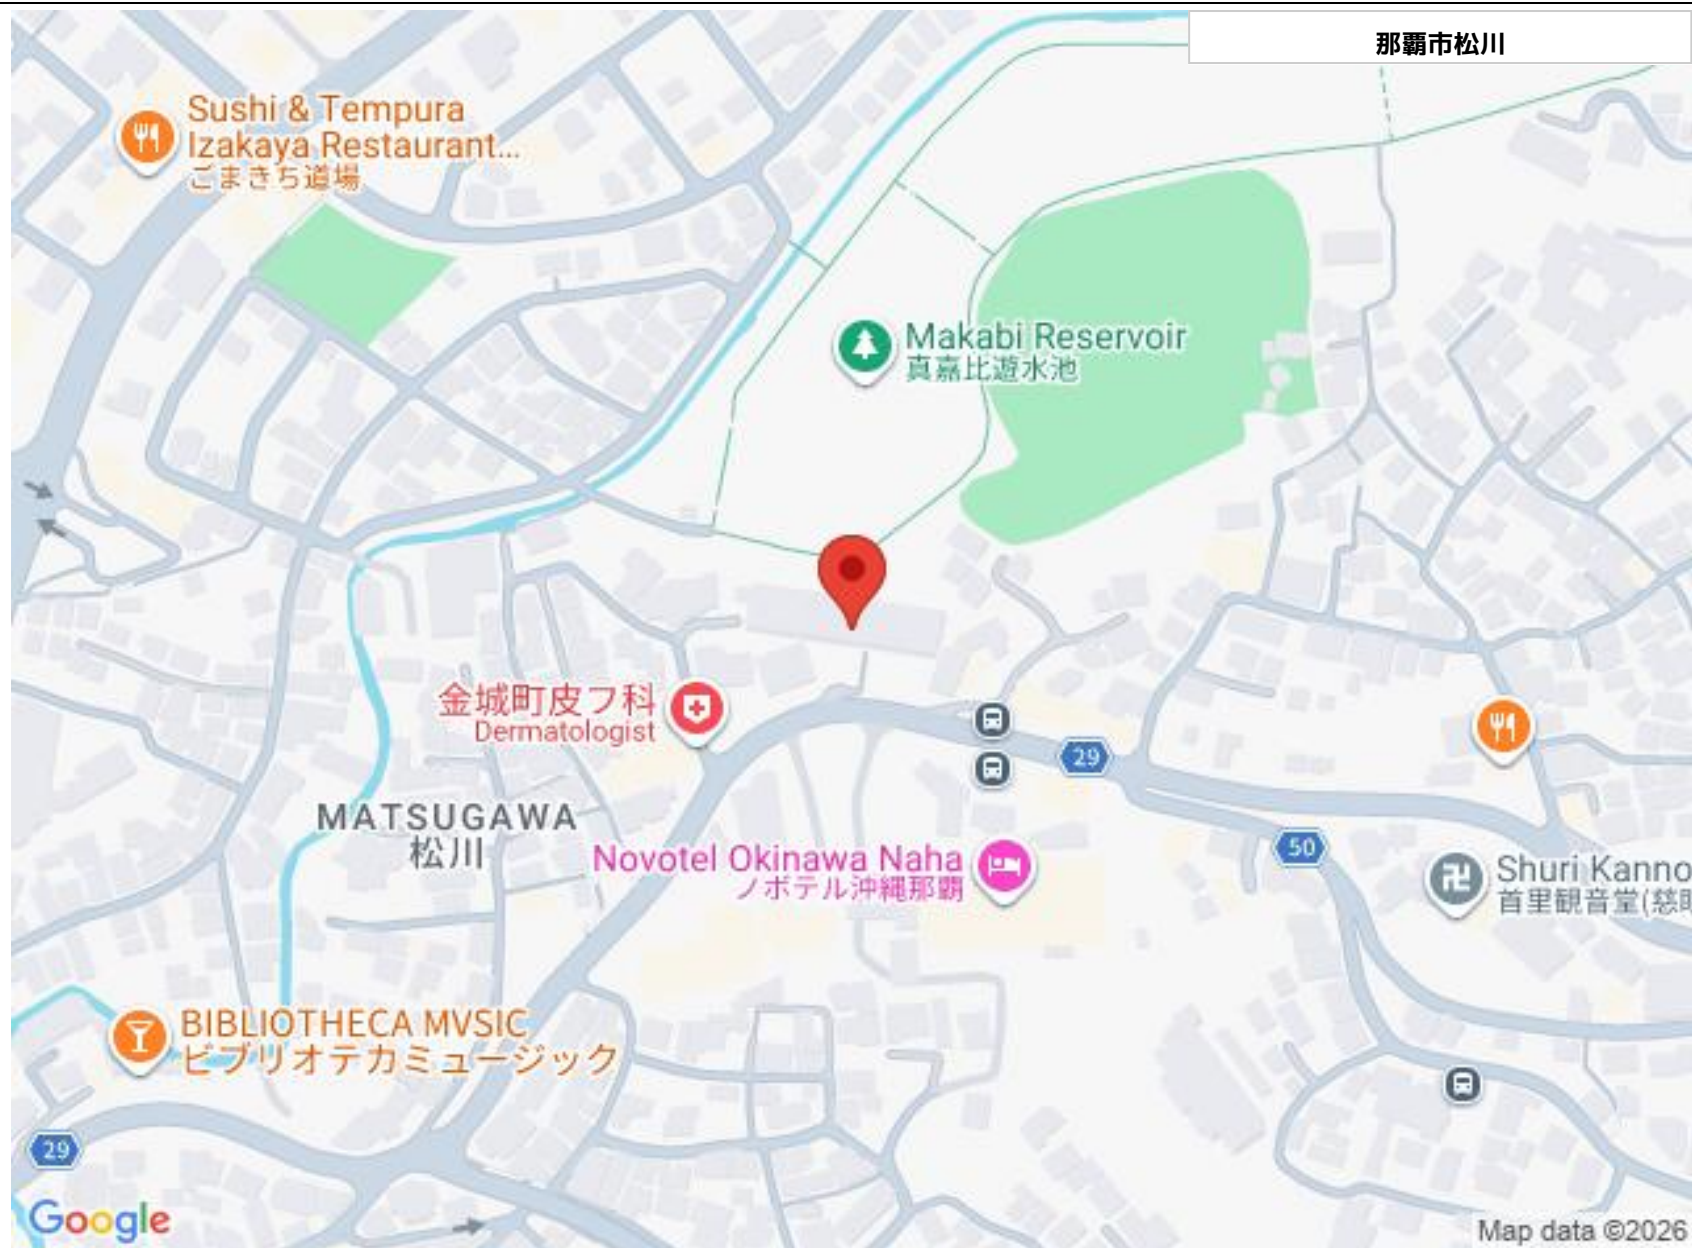 那覇市松川
Sushi & Tempura
Izakaya Restaurant...
ごまきち道場
Makabi Reservoir
真嘉比遊水池
金城町皮フ科
Dermatologist
29
MATSUGAWA
松川
50
Novotel Okinawa Naha
ノボテル沖縄那覇
Shuri Kanno
首里観音堂(慈眼
BIBLIOTHECA MVSIC
ビブリオテカミュージック
29
Google
Map data ©2026